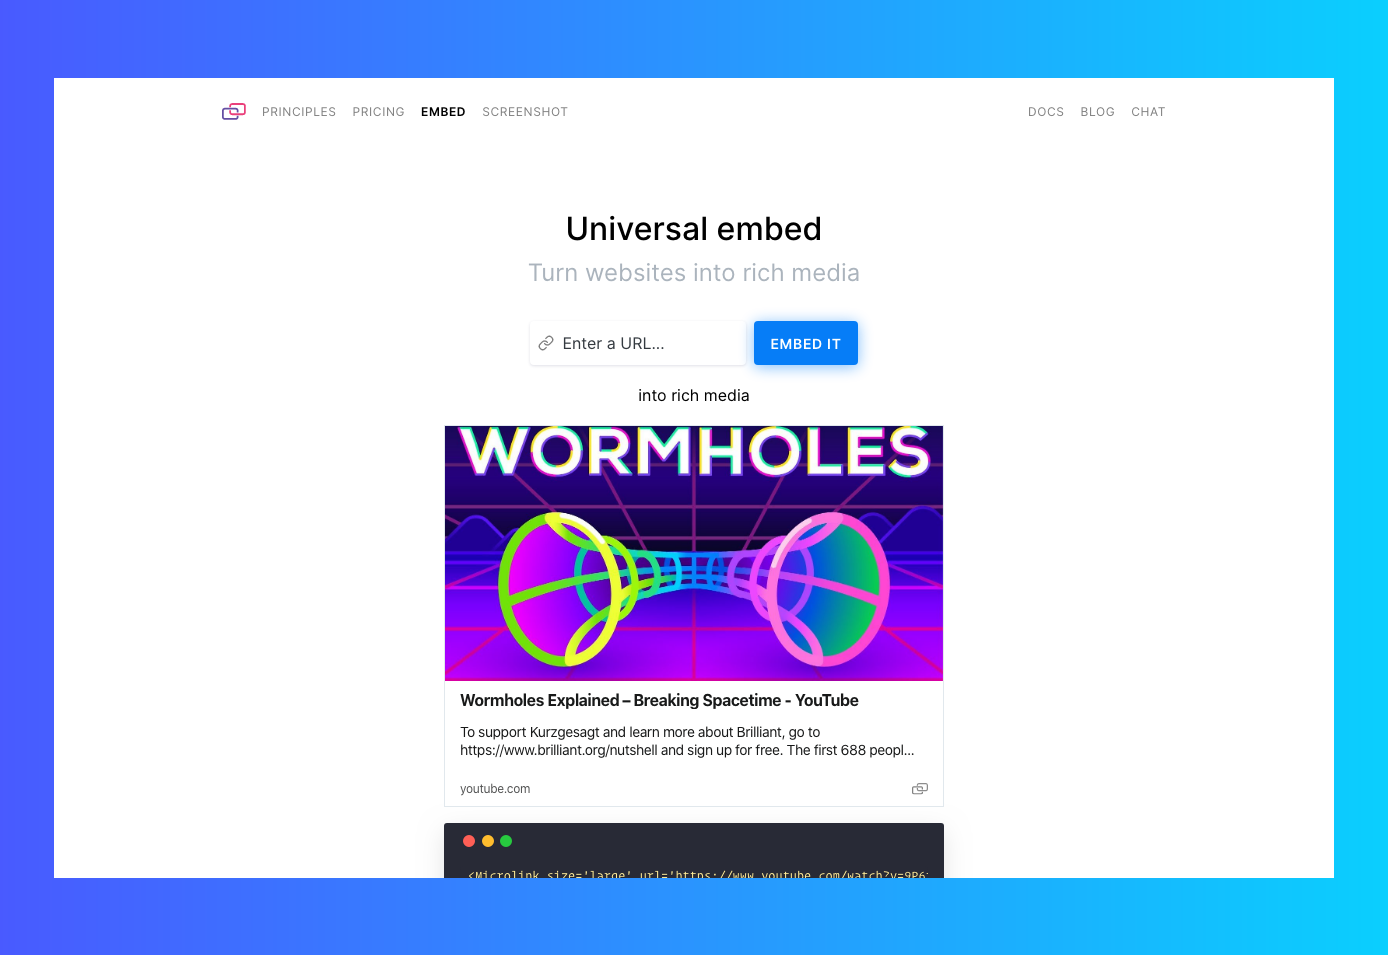 PRINCIPLES PRICING EMBED SCREENSHOT DOCS BLOG CHAT
Universal embed
Turn websites into rich media
Enter a URL... EMBED IT
into rich media
WORMHOLES
Wormholes Explained – Breaking Spacetime - YouTube
To support Kurzgesagt and learn more about Brilliant, go to
https://www.brilliant.org/nutshell and sign up for free. The first 688 peopl...
youtube.com
<Microlink size='large' url='https://www.youtube.com/watch?v=9P6